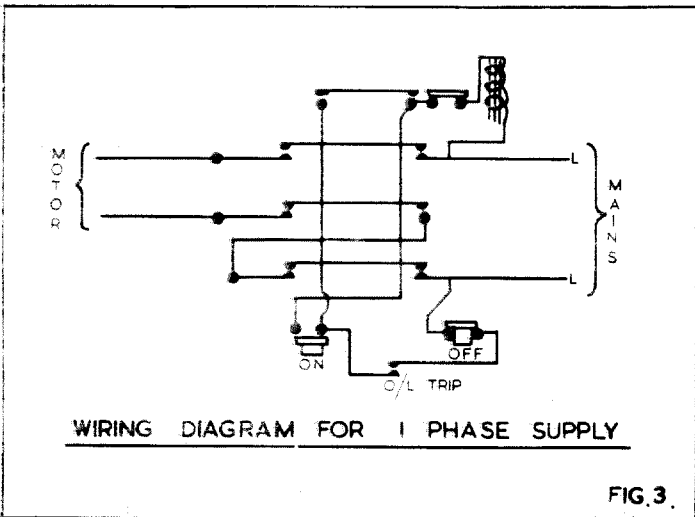 MOTOR
L
MAINS
L
ON
OFF
O/L TRIP
WIRING DIAGRAM FOR 1 PHASE SUPPLY
FIG.3.